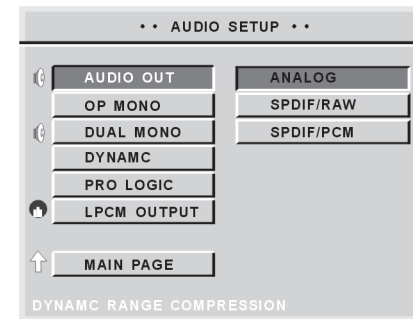 •• AUDIO SETUP ••
AUDIO OUT ANALOG
OP MONO SPDIF/RAW
DUAL MONO SPDIF/PCM
DYNAMC
PRO LOGIC
LPCM OUTPUT
MAIN PAGE
DYNAMC RANGE COMPRESSION